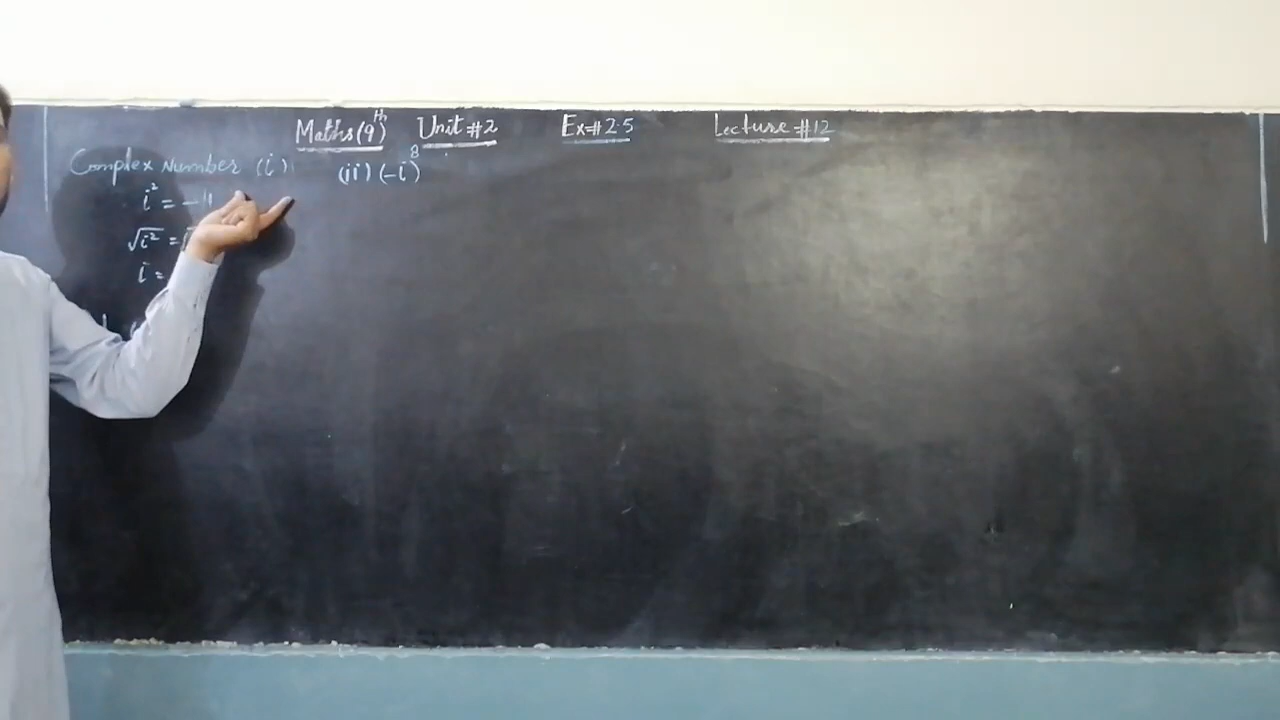 Maths (9th) Unit #2 Ex# 2.5 Lecture #12
Complex Number (i)
(ii) (-i)⁸
i² = -1
√i² =
i =